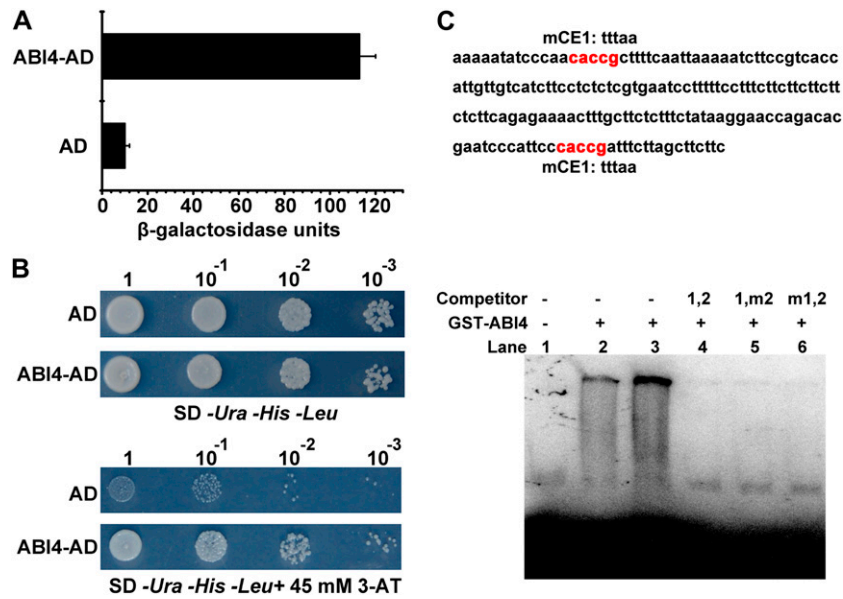 A
ABI4-AD
AD
0 20 40 60 80 100 120
β-galactosidase units
B
1 10-1 10-2 10-3
AD
ABI4-AD
SD -Ura -His -Leu
1 10-1 10-2 10-3
AD
ABI4-AD
SD -Ura -His -Leu+ 45 mM 3-AT
C
mCE1: tttaa
aaaaatatcccaacaccgcttttcaattaaaaatcttccgtcacc
attgttgtcatcttcctctctcgtgaatcctttttcctttcttcttcttctt
ctcttcagagaaaactttgcttctctttctataaggaaccagacac
gaatcccattcccaccgatttcttagcttcttc
mCE1: tttaa
Competitor - - - 1,2 1,m2 m1,2
GST-ABI4 - + + + + +
Lane 1 2 3 4 5 6